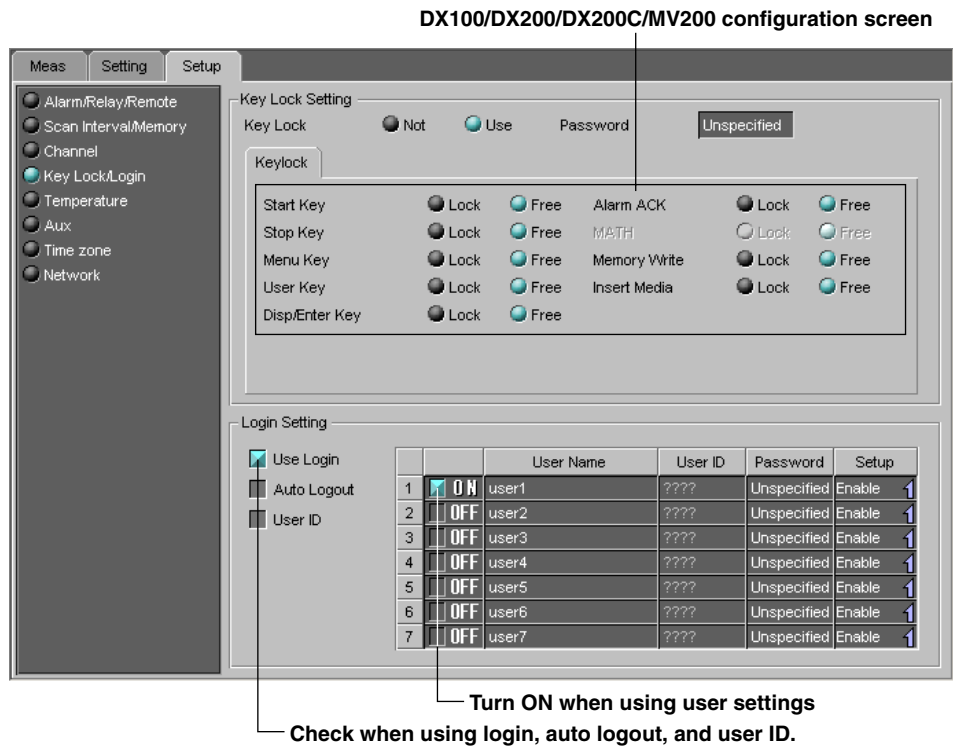 DX100/DX200/DX200C/MV200 configuration screen
Meas Setting Setup
Alarm/Relay/Remote
Scan Interval/Memory
Channel
Key Lock/Login
Temperature
Aux
Time zone
Network
Key Lock Setting
Key Lock Not Use Password Unspecified
Keylock
Start Key Lock Free Alarm ACK Lock Free
Stop Key Lock Free MATH Lock Free
Menu Key Lock Free Memory Write Lock Free
User Key Lock Free Insert Media Lock Free
Disp/Enter Key Lock Free
Login Setting
Use Login
Auto Logout
User ID
User Name User ID Password Setup
1 ON user1 ???? Unspecified Enable
2 OFF user2 ???? Unspecified Enable
3 OFF user3 ???? Unspecified Enable
4 OFF user4 ???? Unspecified Enable
5 OFF user5 ???? Unspecified Enable
6 OFF user6 ???? Unspecified Enable
7 OFF user7 ???? Unspecified Enable
Turn ON when using user settings
Check when using login, auto logout, and user ID.